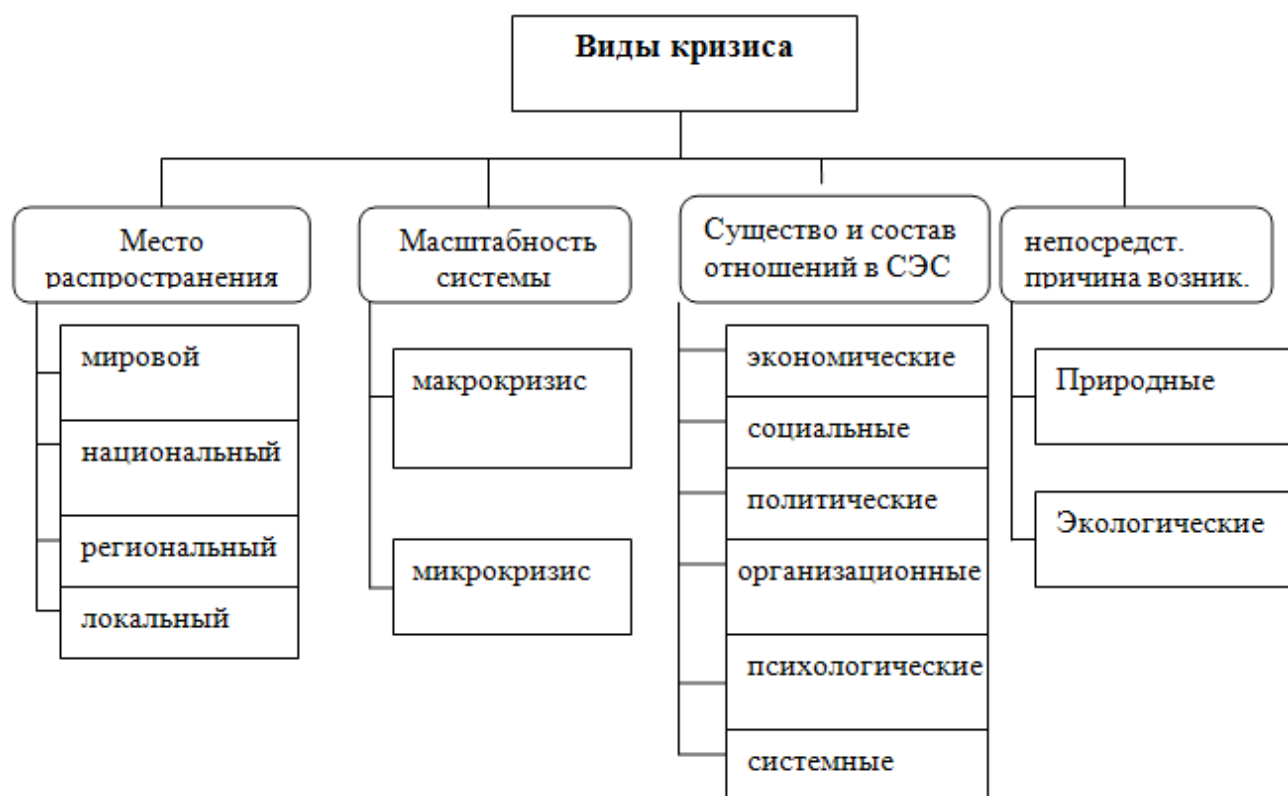 Виды кризиса
Место
распространения
мировой
национальный
региональный
локальный
Масштабность
системы
макрокризис
микрокризис
Существо и состав
отношений в СЭС
экономические
социальные
политические
организационные
психологические
системные
непосредст.
причина возник.
Природные
Экологические